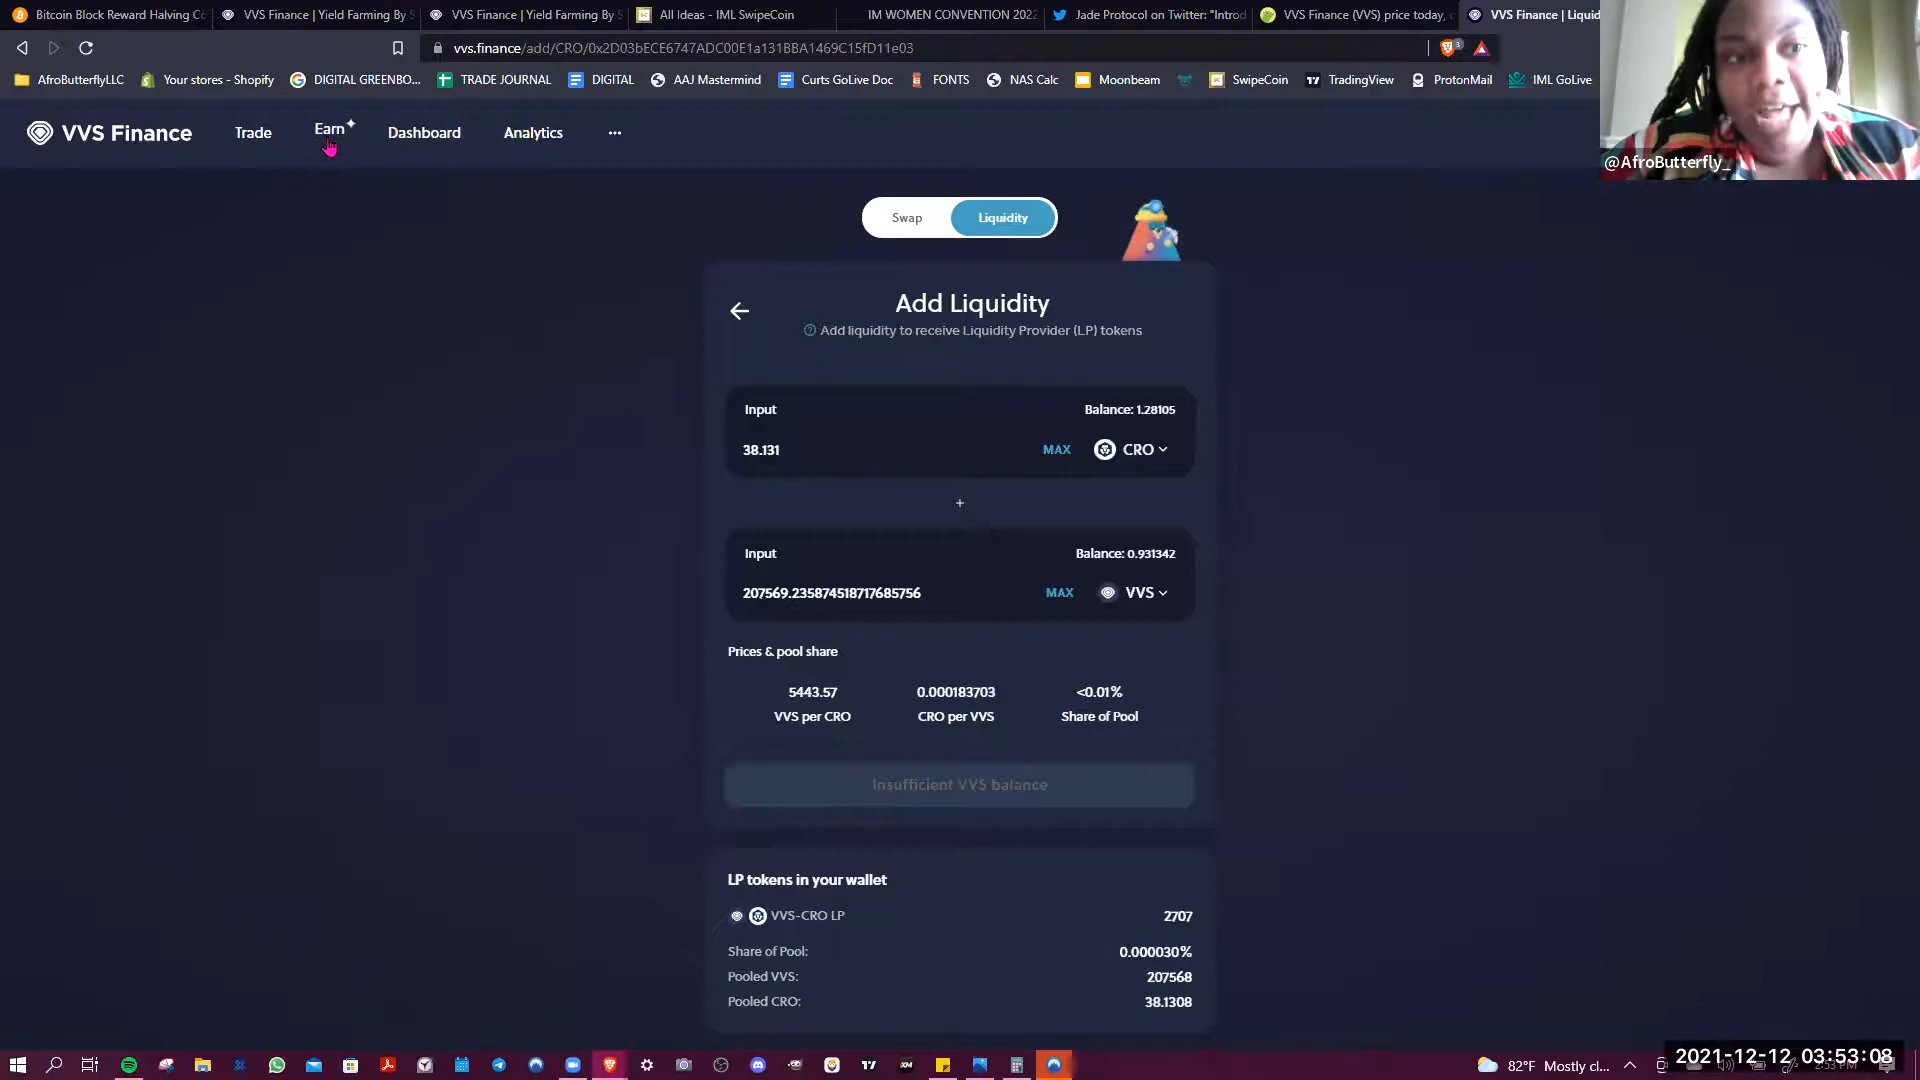 Bitcoin Block Reward Halving Co
VVS Finance | Yield Farming By S
VVS Finance | Yield Farming By S
All Ideas - IML SwipeCoin
IM WOMEN CONVENTION 2022
Jade Protocol on Twitter: "Introd
VVS Finance (VVS) price today, c
VVS Finance | Liquid
vvs.finance/add/CRO/0x2D03bECE6747ADC00E1a131BBA1469C15fD11e03
3
AfroButterflyLLC
Your stores - Shopify
DIGITAL GREENBO...
TRADE JOURNAL
DIGITAL
AAJ Mastermind
Curts GoLive Doc
FONTS
NAS Calc
Moonbeam
SwipeCoin
TradingView
ProtonMail
IML GoLive
VVS Finance
Trade
Earn
Dashboard
Analytics
...
@AfroButterfly_
Swap
Liquidity
Add Liquidity
Add liquidity to receive Liquidity Provider (LP) tokens
Input
Balance: 1.28105
38.131
MAX
CRO
+
Input
Balance: 0.931342
207569.235874518717685756
MAX
VVS
Prices & pool share
5443.57
0.000183703
<0.01%
VVS per CRO
CRO per VVS
Share of Pool
Insufficient VVS balance
LP tokens in your wallet
VVS-CRO LP
2707
Share of Pool:
0.000030%
Pooled VVS:
207568
Pooled CRO:
38.1308
82°F Mostly cl...
2021-12-12 03:53:08